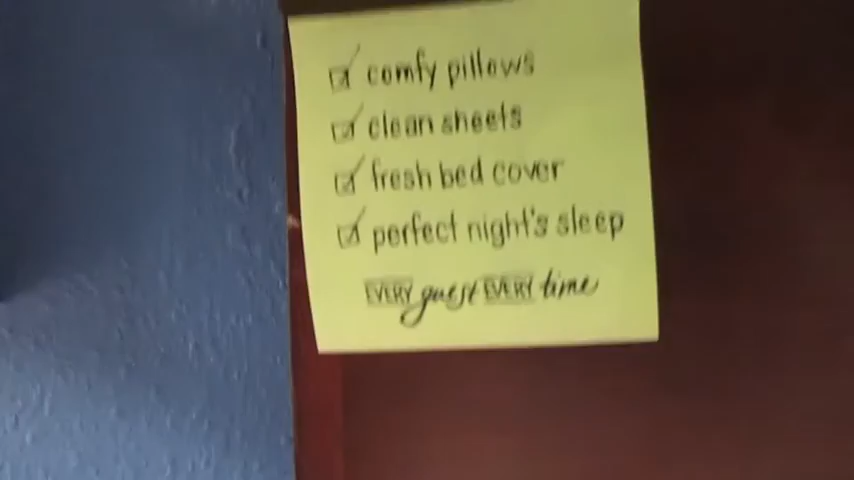 comfy pillows
clean sheets
fresh bed cover
perfect night's sleep
EVERY guest EVERY time